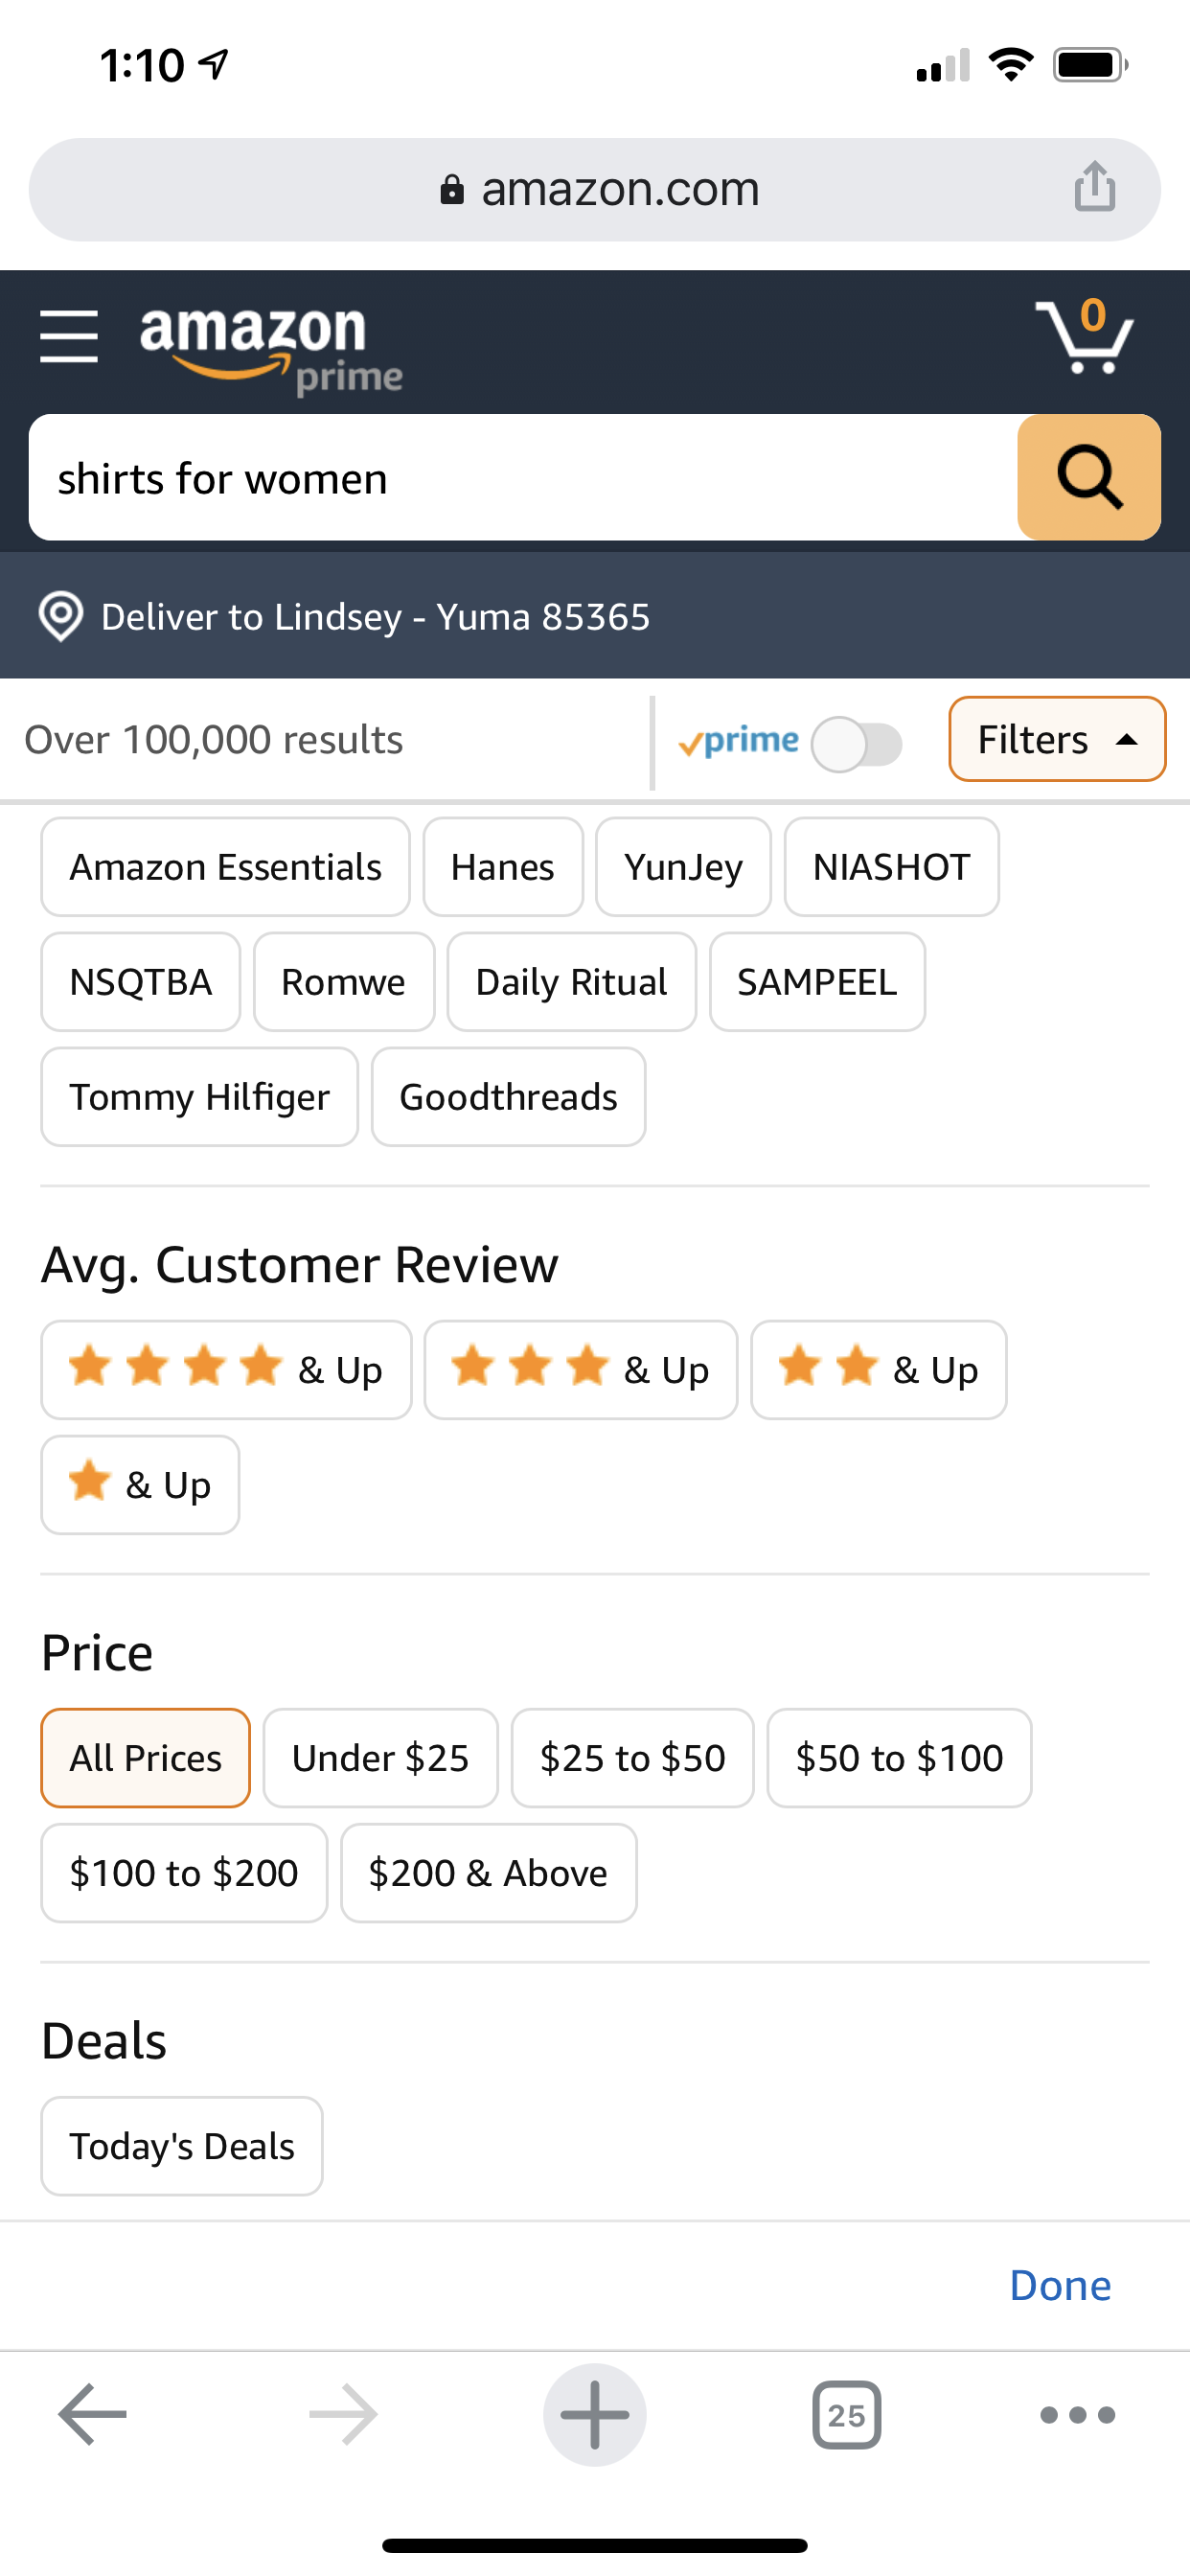 1:10
amazon.com
amazon prime
0
shirts for women
Deliver to Lindsey - Yuma 85365
Over 100,000 results prime Filters
Amazon Essentials Hanes YunJey NIASHOT
NSQTBA Romwe Daily Ritual SAMPEEL
Tommy Hilfiger Goodthreads
Avg. Customer Review
& Up & Up & Up
& Up
Price
All Prices Under $25 $25 to $50 $50 to $100
$100 to $200 $200 & Above
Deals
Today's Deals
Done
25